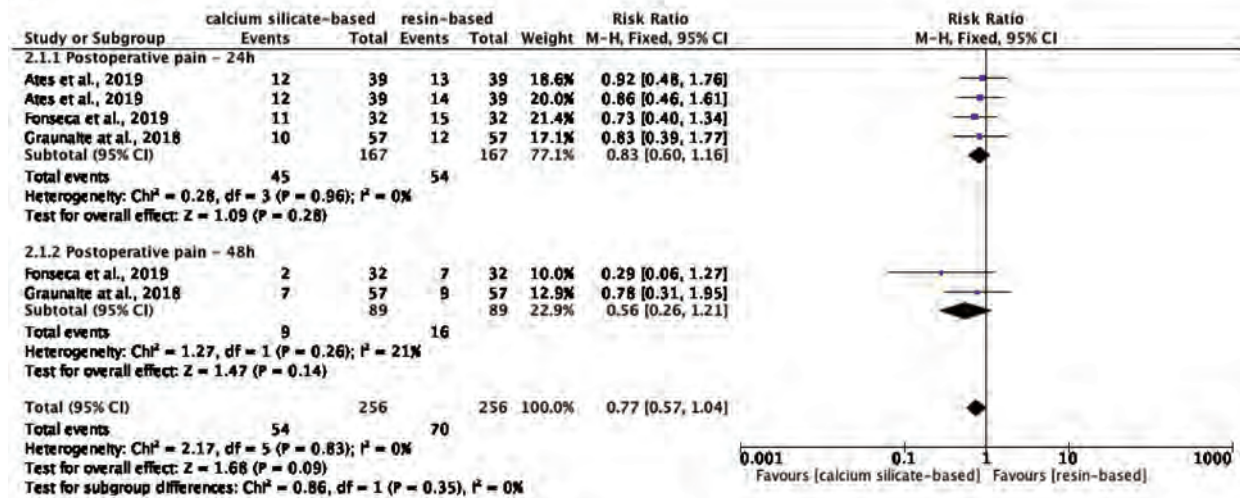 calcium silicate-based resin-based Risk Ratio Risk Ratio
Study or Subgroup Events Total Events Total Weight M-H, Fixed, 95% CI M-H, Fixed, 95% CI
2.1.1 Postoperative pain - 24h
Ates et al., 2019 12 39 13 39 18.6% 0.92 [0.48, 1.76]
Ates et al., 2019 12 39 14 39 20.0% 0.86 [0.46, 1.61]
Fonseca et al., 2019 11 32 15 32 21.4% 0.73 [0.40, 1.34]
Graunaite at al., 2018 10 57 12 57 17.1% 0.83 [0.39, 1.77]
Subtotal (95% CI) 167 167 77.1% 0.83 [0.60, 1.16]
Total events 45 54
Heterogeneity: Chi² = 0.28, df = 3 (P = 0.96); I² = 0%
Test for overall effect: Z = 1.09 (P = 0.28)
2.1.2 Postoperative pain - 48h
Fonseca et al., 2019 2 32 7 32 10.0% 0.29 [0.06, 1.27]
Graunaite at al., 2018 7 57 9 57 12.9% 0.78 [0.31, 1.95]
Subtotal (95% CI) 89 89 22.9% 0.56 [0.26, 1.21]
Total events 9 16
Heterogeneity: Chi² = 1.27, df = 1 (P = 0.26); I² = 21%
Test for overall effect: Z = 1.47 (P = 0.14)
Total (95% CI) 256 256 100.0% 0.77 [0.57, 1.04]
Total events 54 70
Heterogeneity: Chi² = 2.17, df = 5 (P = 0.83); I² = 0%
Test for overall effect: Z = 1.68 (P = 0.09)
Test for subgroup differences: Chi² = 0.86, df = 1 (P = 0.35), I² = 0%
0.001 0.1 1 10 1000
Favours [calcium silicate-based] Favours [resin-based]